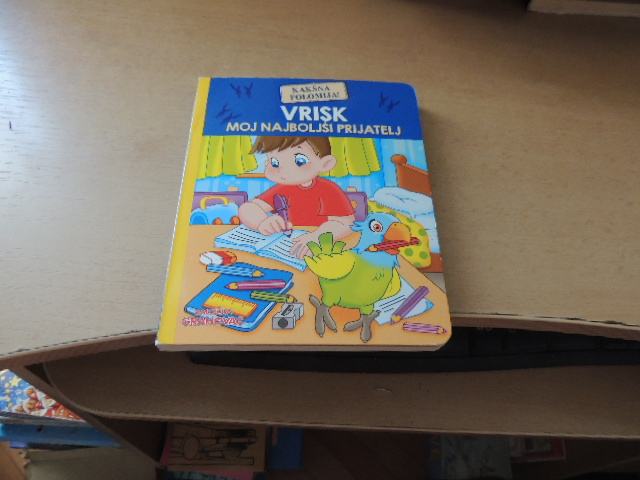 KAKŠNA
POLOMIJA!
VRISK
MOJ NAJBOLJŠI PRIJATELJ